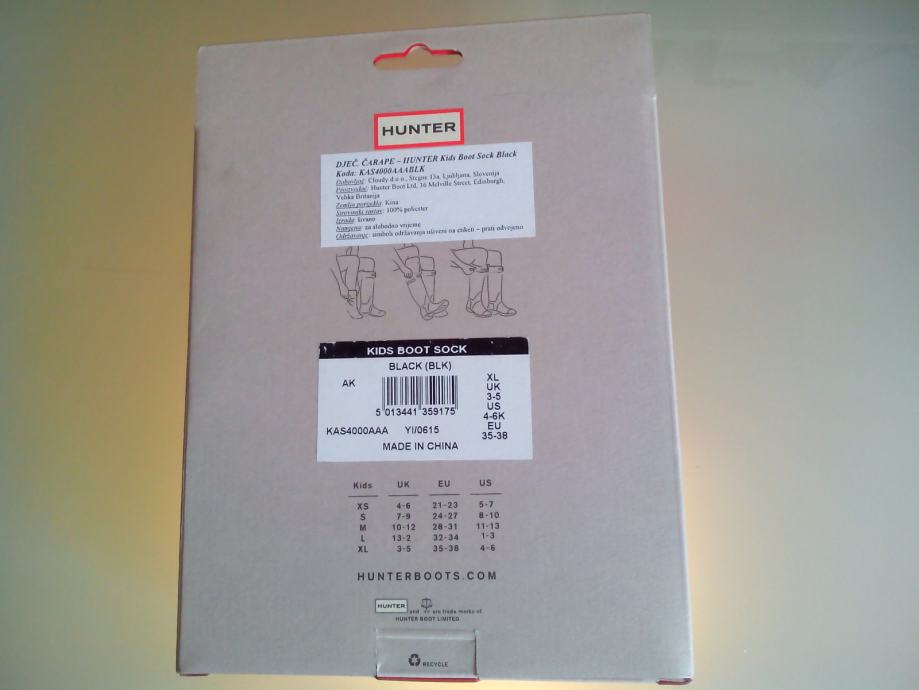 HUNTER
DJEČ. ČARAPE – HUNTER Kids Boot Sock Black
Koda: KAS4000AAABLK
Dobavljač: Cloudy d.o.o., Stegne 13a, Ljubljana, Slovenija
Proizvođač: Hunter Boot Ltd, 36 Melville Street, Edinburgh,
Velika Britanija
Zemlja porijekla: Kina
Sirovinski sastav: 100% poliester
Izrada: šivano
Namjena: za slobodno vrijeme
Održavanje: simboli održavanja ušiveni na etiketi – prati odvojeno
KIDS BOOT SOCK
BLACK (BLK)
AK
5 013441 359175
KAS4000AAA YI/0615
MADE IN CHINA
XL
UK
3-5
US
4-6K
EU
35-38
Kids UK EU US
XS 4-6 21-23 5-7
S 7-9 24-27 8-10
M 10-12 28-31 11-13
L 13-2 32-34 1-3
XL 3-5 35-38 4-6
HUNTERBOOTS.COM
HUNTER and are trade marks of
HUNTER BOOT LIMITED
RECYCLE